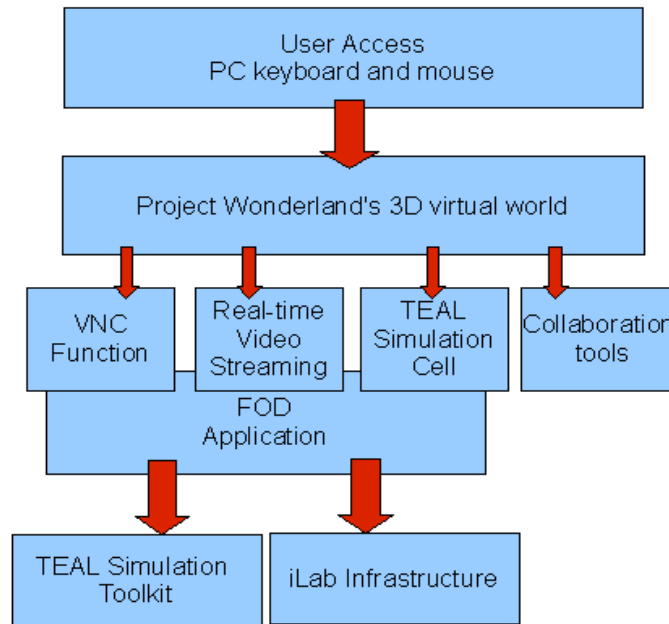 User Access
PC keyboard and mouse
Project Wonderland's 3D virtual world
VNC
Function
Real-time
Video
Streaming
TEAL
Simulation
Cell
Collaboration
tools
FOD
Application
TEAL Simulation
Toolkit
iLab Infrastructure